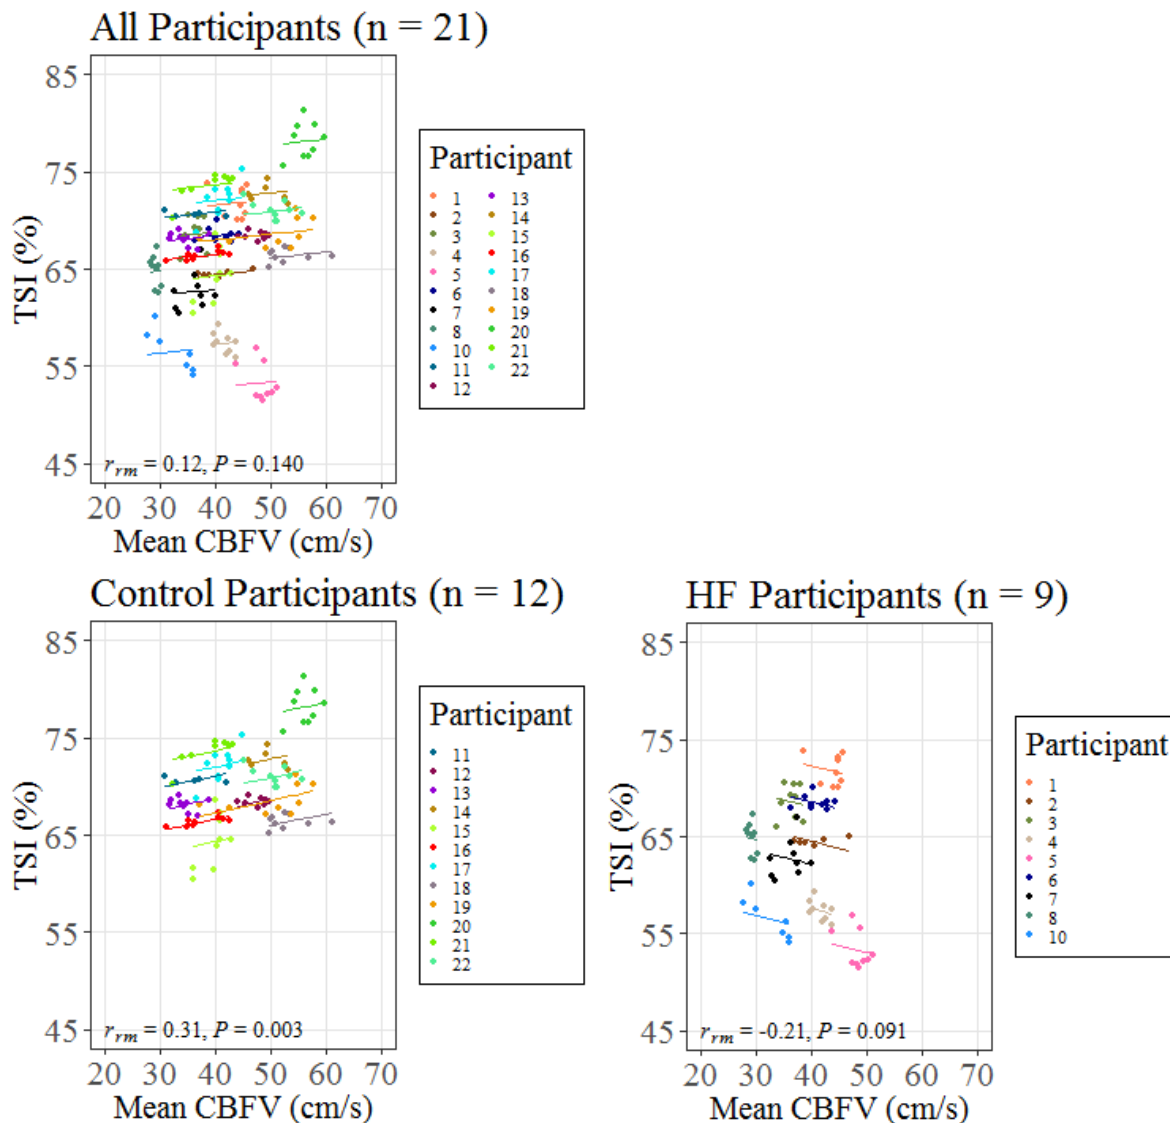 All Participants (n = 21)
85
75
65
55
45
TSI (%)
r_rm = 0.12, P = 0.140
20 30 40 50 60 70
Mean CBFV (cm/s)
Participant
1 13
2 14
3 15
4 16
5 17
6 18
7 19
8 20
10 21
11 22
12
Control Participants (n = 12)
85
75
65
55
45
TSI (%)
r_rm = 0.31, P = 0.003
20 30 40 50 60 70
Mean CBFV (cm/s)
Participant
11
12
13
14
15
16
17
18
19
20
21
22
HF Participants (n = 9)
85
75
65
55
45
TSI (%)
r_rm = -0.21, P = 0.091
20 30 40 50 60 70
Mean CBFV (cm/s)
Participant
1
2
3
4
5
6
7
8
10